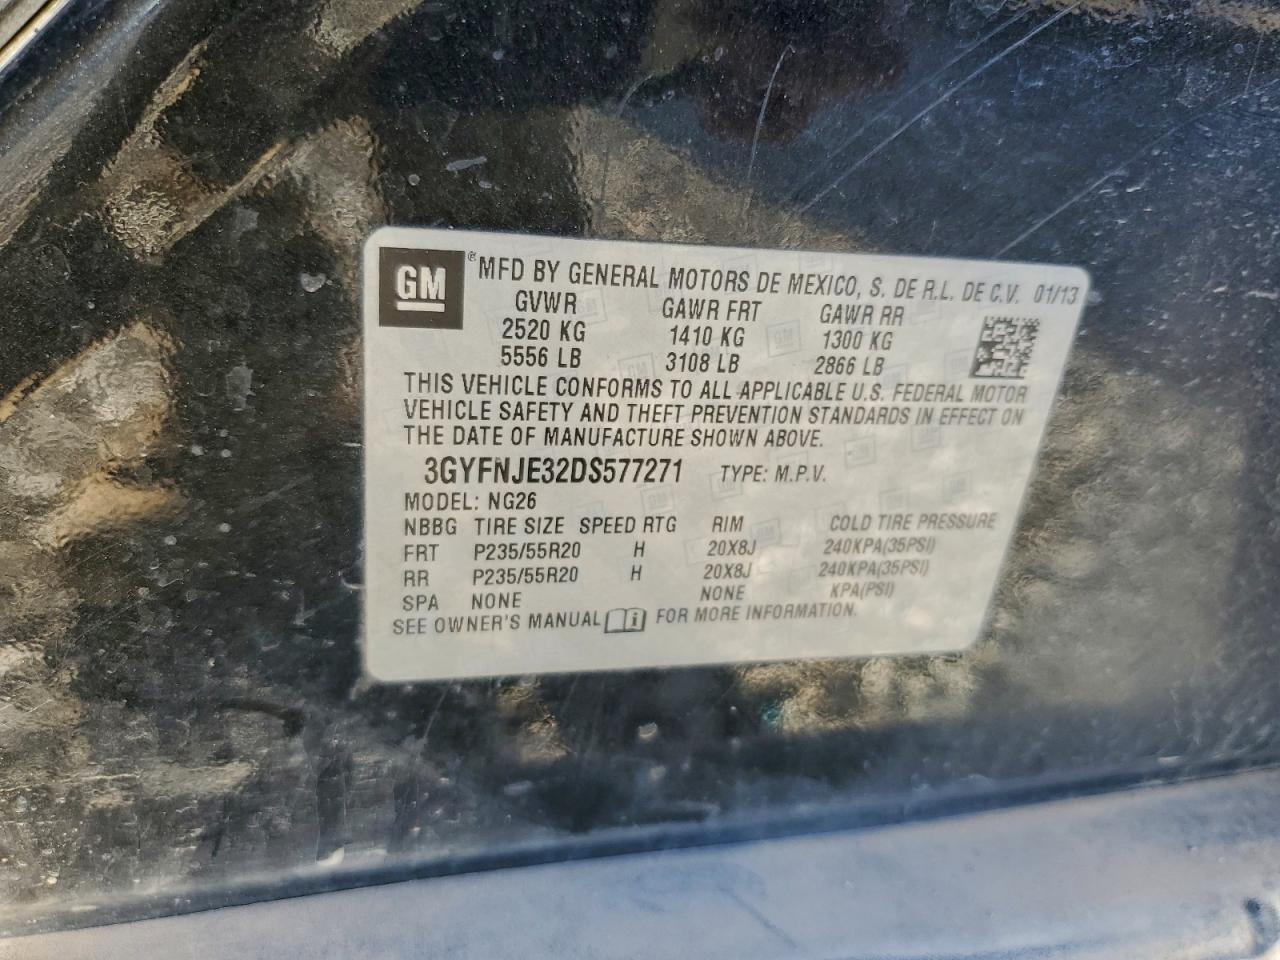 GM ® MFD BY GENERAL MOTORS DE MEXICO, S. DE R.L. DE C.V. 01/13
GVWR GAWR FRT GAWR RR
2520 KG 1410 KG 1300 KG
5556 LB 3108 LB 2866 LB
THIS VEHICLE CONFORMS TO ALL APPLICABLE U.S. FEDERAL MOTOR
VEHICLE SAFETY AND THEFT PREVENTION STANDARDS IN EFFECT ON
THE DATE OF MANUFACTURE SHOWN ABOVE.
3GYFNJE32DS577271 TYPE: M.P.V.
MODEL: NG26
NBBG TIRE SIZE SPEED RTG RIM COLD TIRE PRESSURE
FRT P235/55R20 H 20X8J 240KPA(35PSI)
RR P235/55R20 H 20X8J 240KPA(35PSI)
SPA NONE NONE KPA(PSI)
SEE OWNER'S MANUAL i FOR MORE INFORMATION.